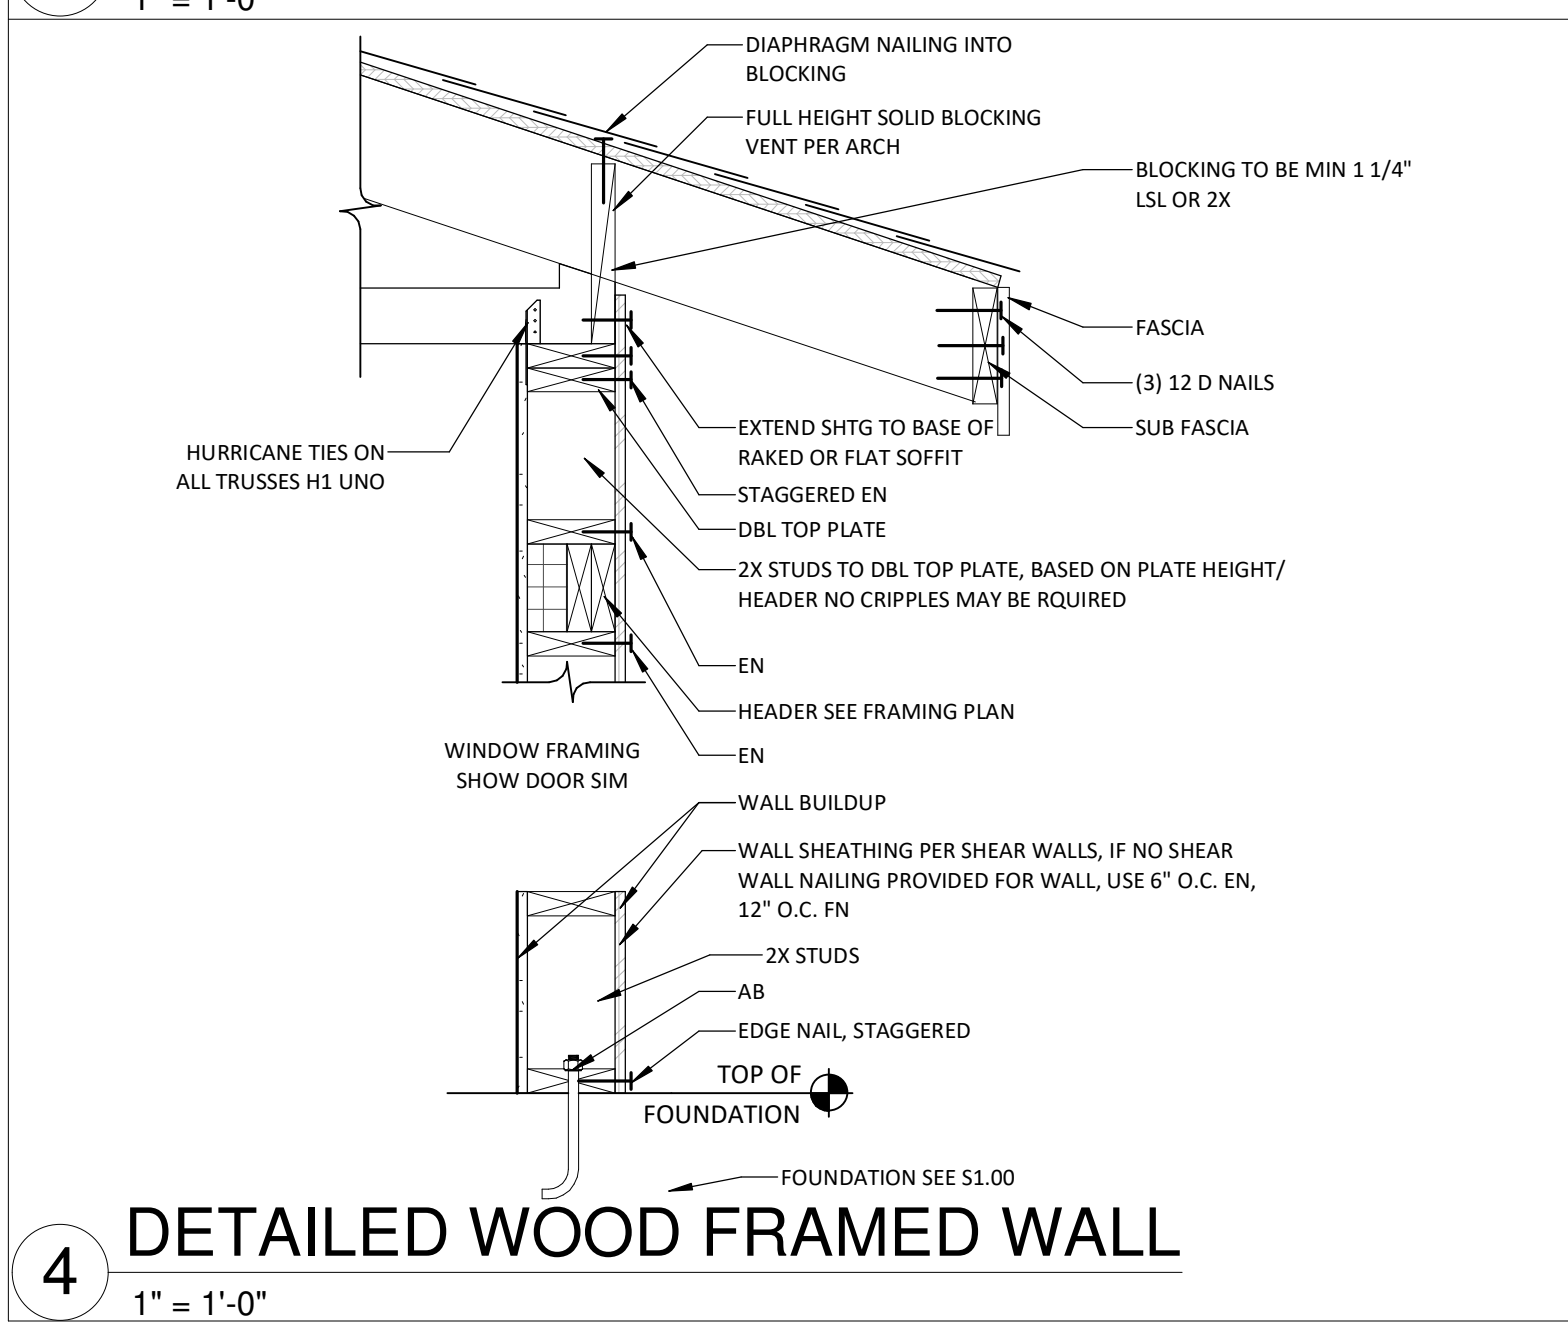 1" = 1'-0"
DIAPHRAGM NAILING INTO
BLOCKING
FULL HEIGHT SOLID BLOCKING
VENT PER ARCH
BLOCKING TO BE MIN 1 1/4"
LSL OR 2X
FASCIA
(3) 12 D NAILS
SUB FASCIA
HURRICANE TIES ON
ALL TRUSSES H1 UNO
EXTEND SHTG TO BASE OF
RAKED OR FLAT SOFFIT
STAGGERED EN
DBL TOP PLATE
2X STUDS TO DBL TOP PLATE, BASED ON PLATE HEIGHT/
HEADER NO CRIPPLES MAY BE RQUIRED
EN
HEADER SEE FRAMING PLAN
EN
WINDOW FRAMING
SHOW DOOR SIM
WALL BUILDUP
WALL SHEATHING PER SHEAR WALLS, IF NO SHEAR
WALL NAILING PROVIDED FOR WALL, USE 6" O.C. EN,
12" O.C. FN
2X STUDS
AB
EDGE NAIL, STAGGERED
TOP OF
FOUNDATION
FOUNDATION SEE S1.00
4
DETAILED WOOD FRAMED WALL
1" = 1'-0"